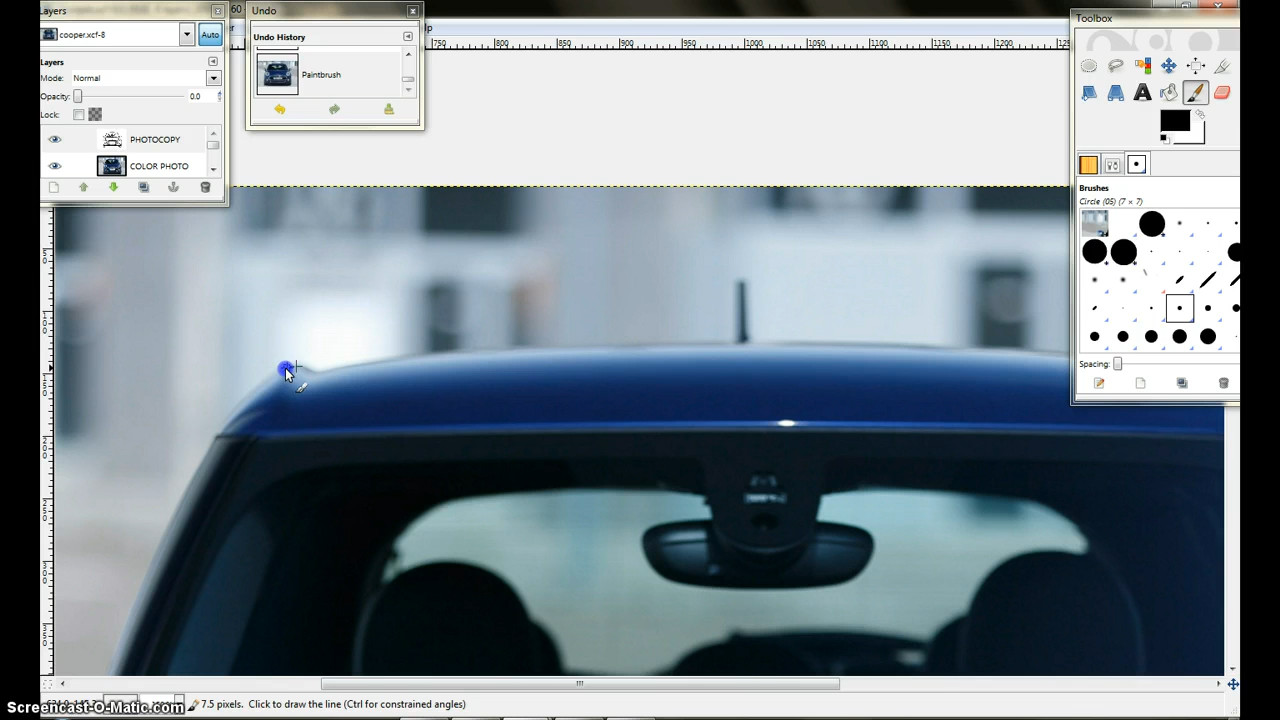 Layers
cooper.xcf-8
Auto
Layers
Mode: Normal
Opacity: 0.0
Lock:
PHOTOCOPY
COLOR PHOTO
Undo
60
Undo History
Paintbrush
750 800 850 900 950 1000 1050 1100 1150 1200
Toolbox
Brushes
Circle (05) (7 × 7)
Spacing:
7.5 pixels. Click to draw the line (Ctrl for constrained angles)
Screencast-O-Matic.com